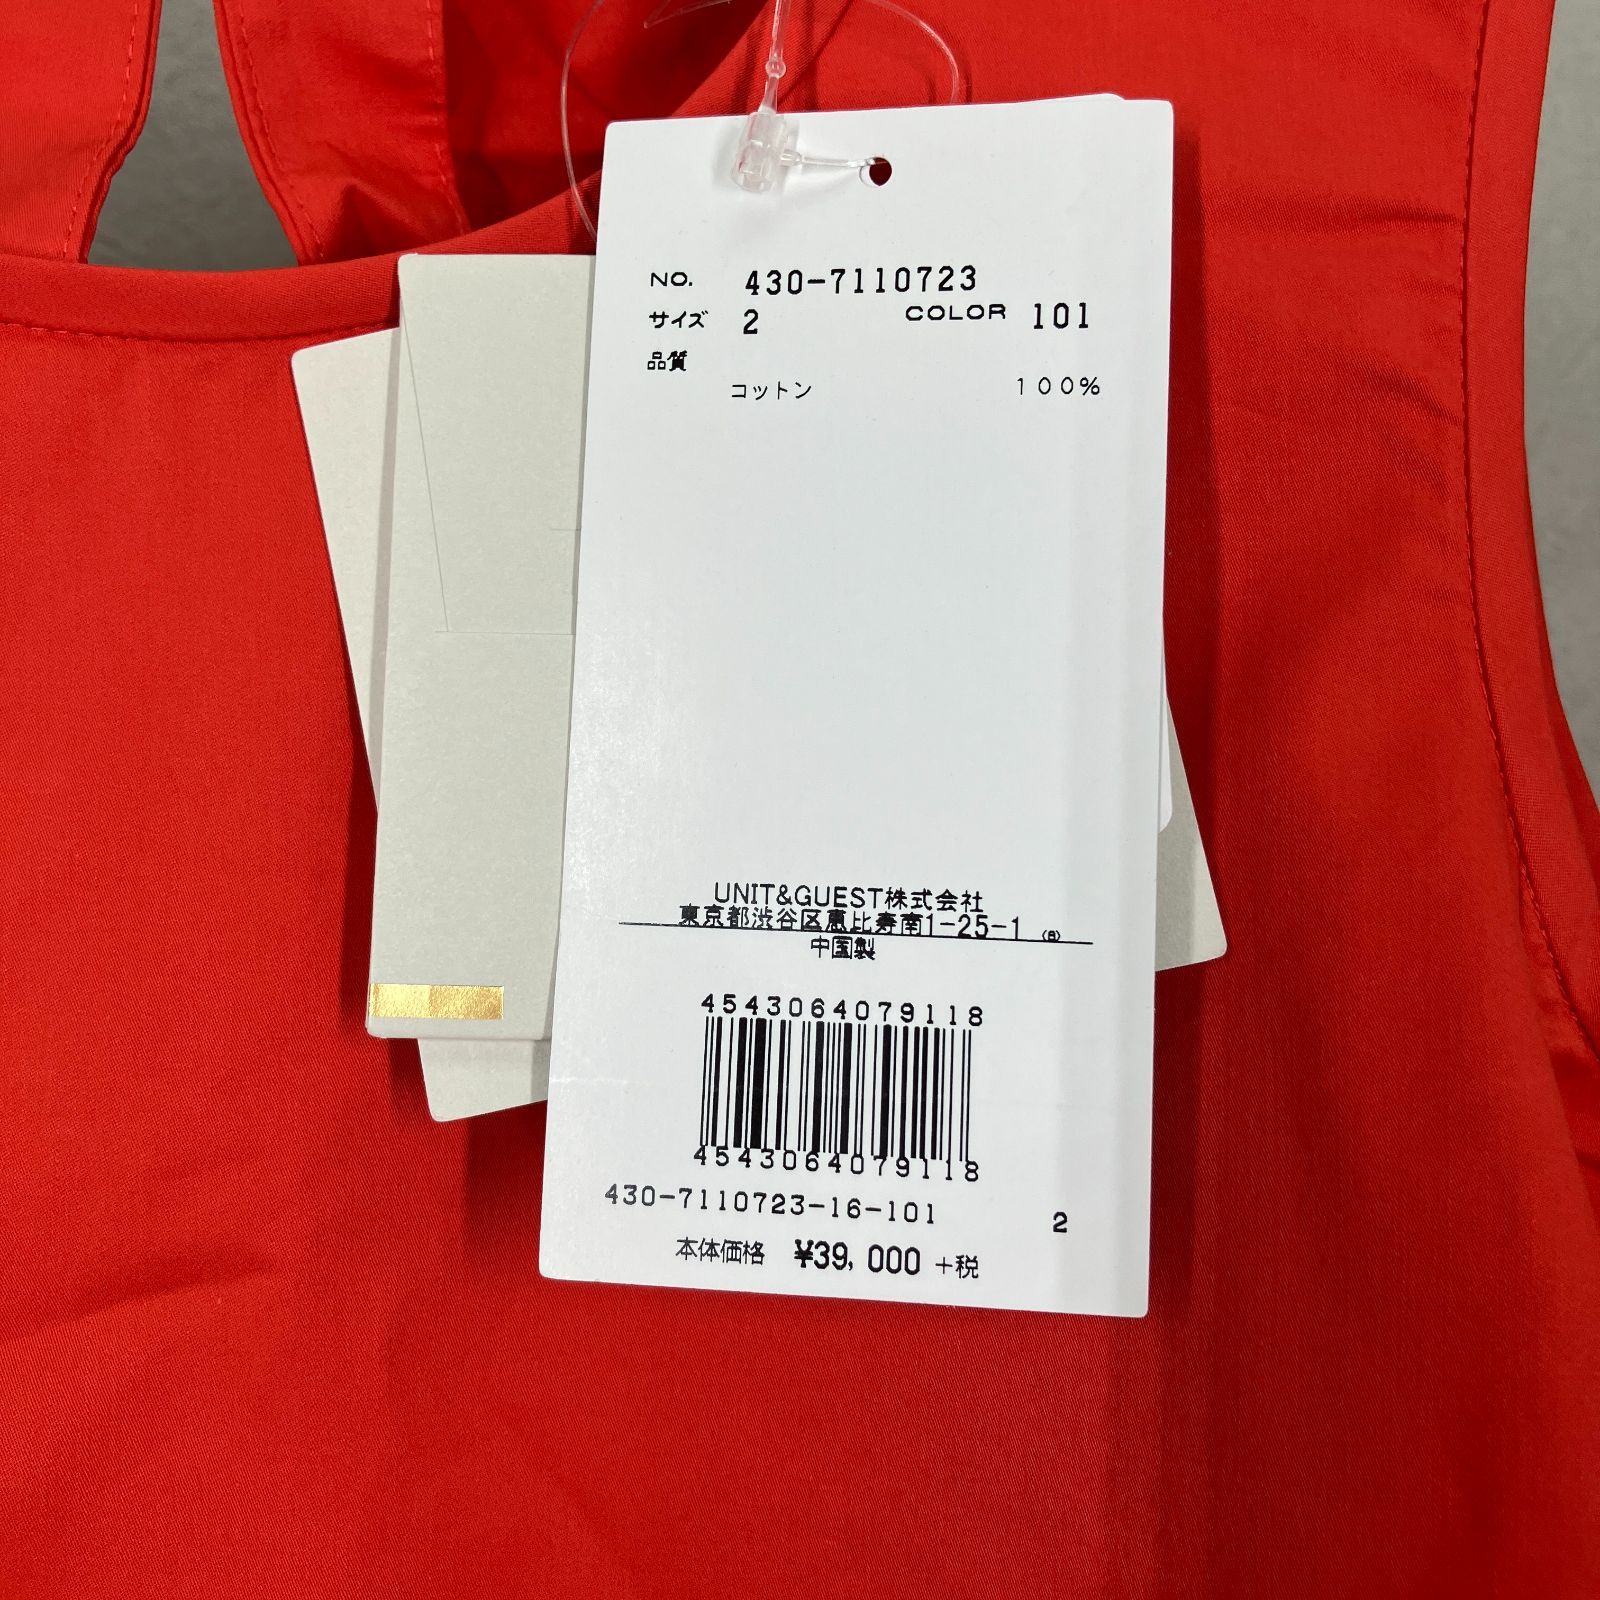 NO. 430-7110723
サイズ 2 COLOR 101
品質
コットン 100%
UNIT&GUEST株式会社
東京都渋谷区恵比寿南1-25-1 (B)
中国製
4543064079118
4543064079118
430-7110723-16-101 2
本体価格 ¥39,000 +税